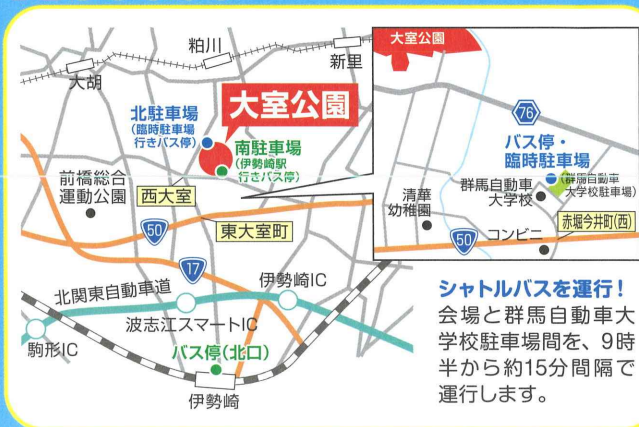 粕川
新里
大胡
大室公園
北駐車場
(臨時駐車場
行きバス停)
南駐車場
(伊勢崎駅
行きバス停)
前橋総合
運動公園
西大室
東大室町
50
17
北関東自動車道
伊勢崎IC
波志江スマートIC
駒形IC
バス停(北口)
伊勢崎
大室公園
76
バス停・
臨時駐車場
(群馬自動車
大学校駐車場)
群馬自動車
大学校
清華
幼稚園
赤堀今井町(西)
50
コンビニ
シャトルバスを運行!
会場と群馬自動車大
学校駐車場間を、9時
半から約15分間隔で
運行します。